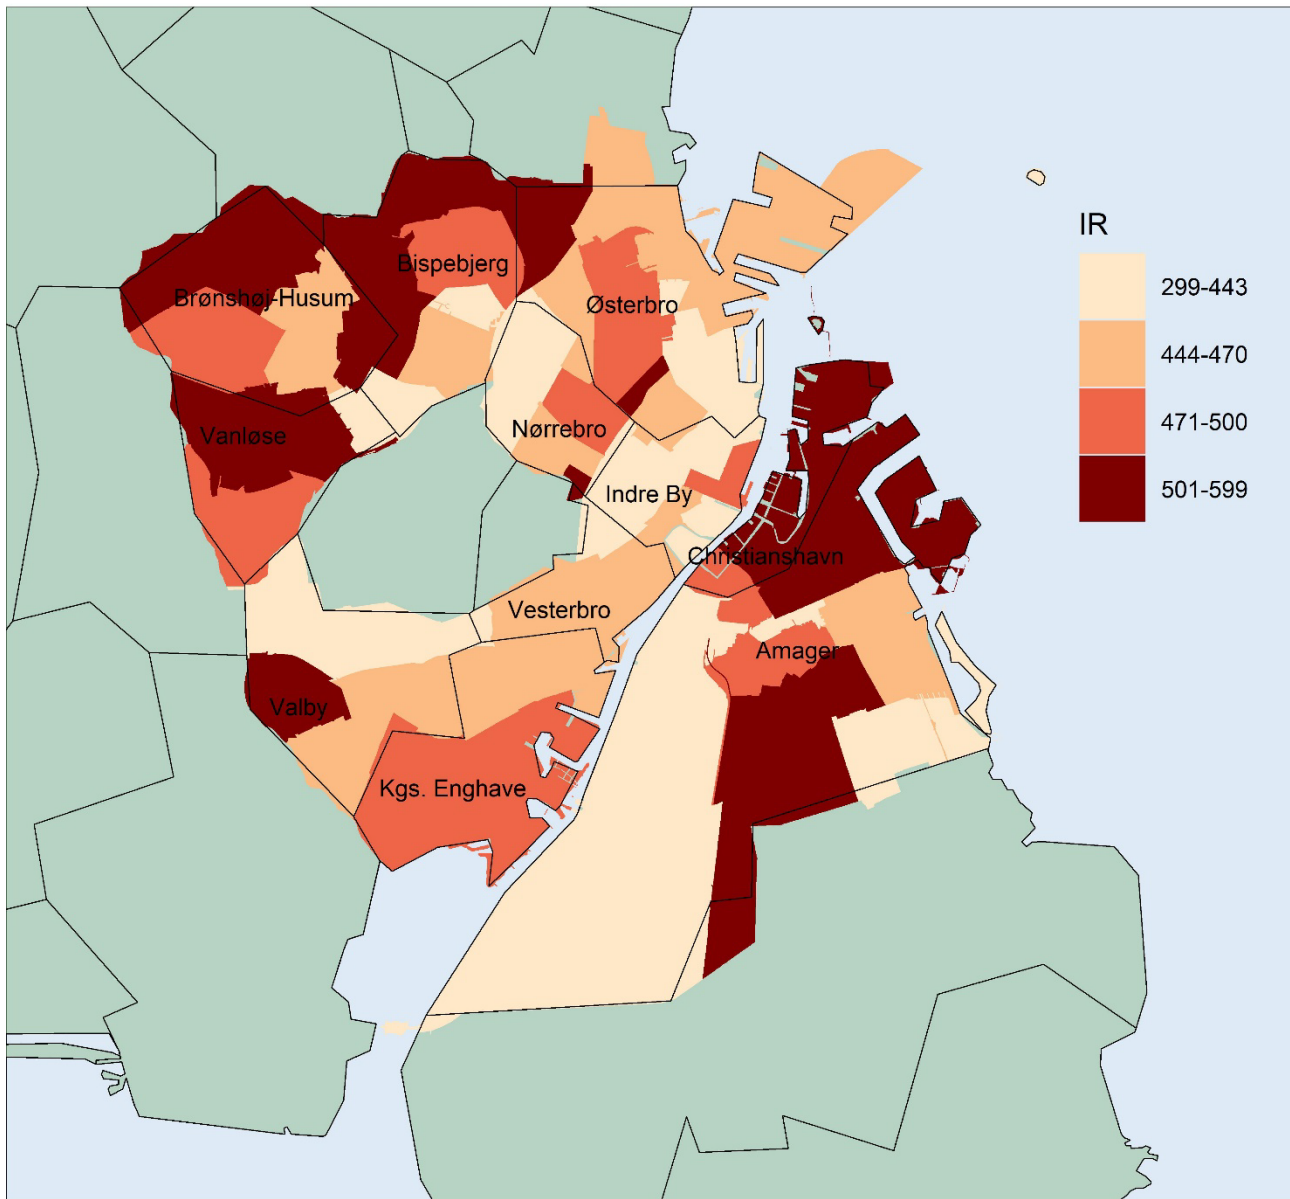 IR
299-443
444-470
471-500
501-599
Bispebjerg
Brønshøj-Husum
Østerbro
Vanløse
Nørrebro
Indre By
Christianshavn
Vesterbro
Amager
Valby
Kgs. Enghave